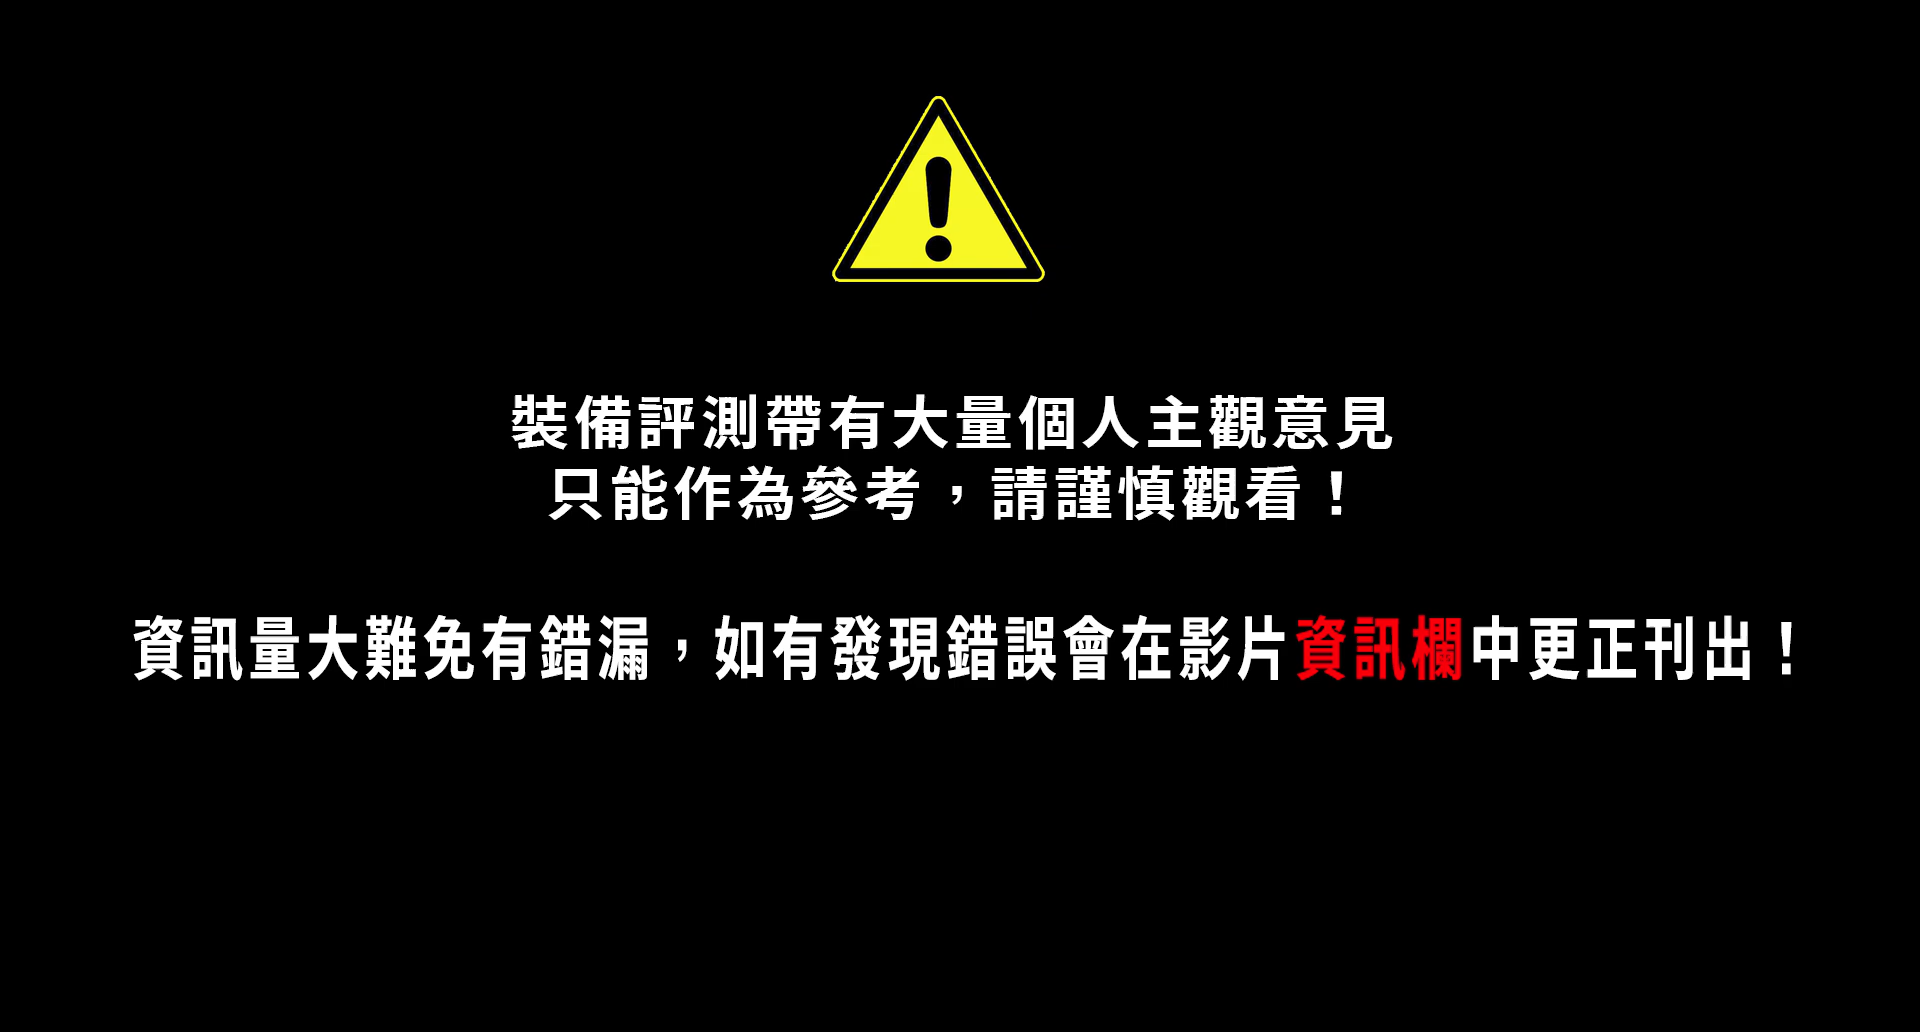 裝備評測帶有大量個人主觀意見
只能作為參考，請謹慎觀看！
資訊量大難免有錯漏，如有發現錯誤會在影片資訊欄中更正刊出！